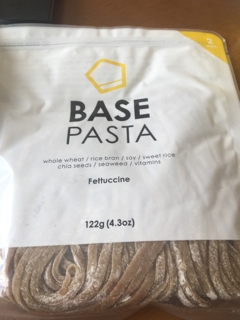 BASE
PASTA
whole wheat / rice bran / soy / sweet rice
chia seeds / seaweed / vitamins
Fettuccine
122g (4.3oz)